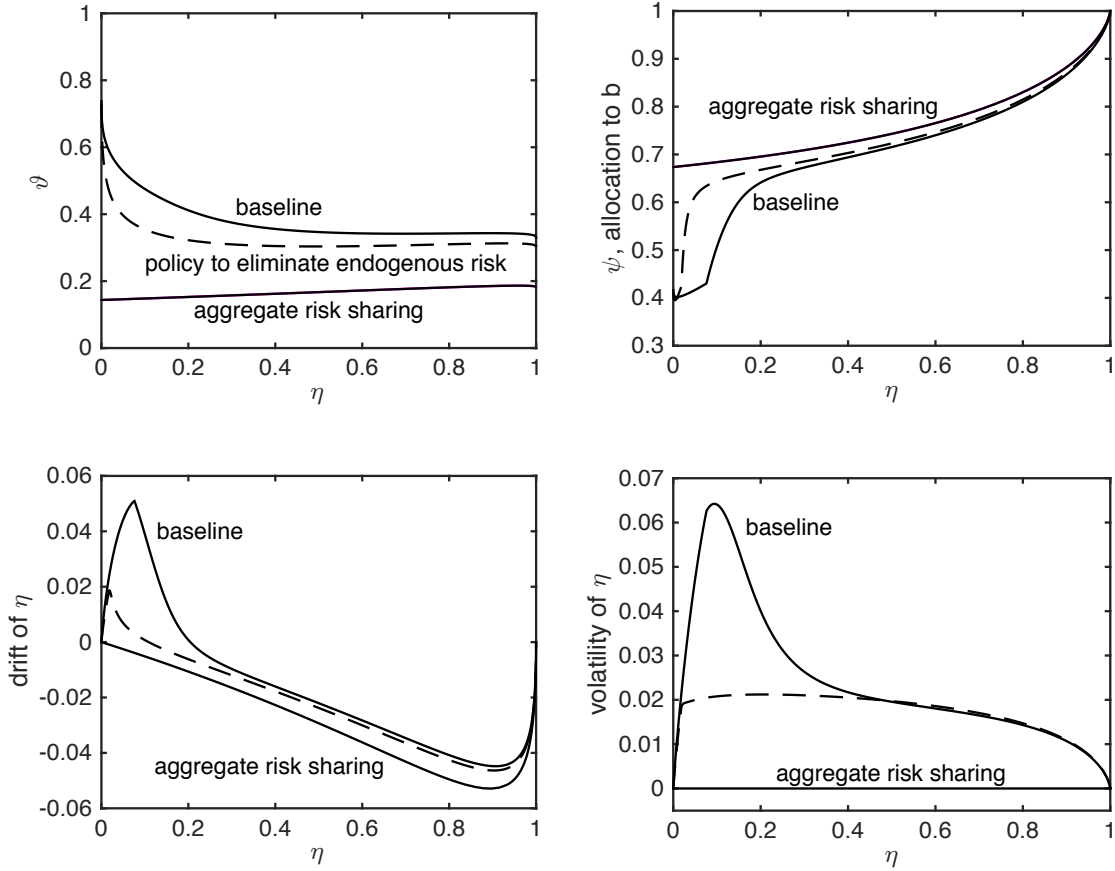 1
0.8
0.6
ϑ
0.4
baseline
policy to eliminate endogenous risk
0.2
aggregate risk sharing
0
0 0.2 0.4 0.6 0.8 1
η
1
0.9
aggregate risk sharing
0.8
ψ, allocation to b
0.7
0.6
baseline
0.5
0.4
0.3
0 0.2 0.4 0.6 0.8 1
η
0.06
0.04
baseline
0.02
drift of η
0
-0.02
-0.04
aggregate risk sharing
-0.06
0 0.2 0.4 0.6 0.8 1
η
0.07
0.06
baseline
0.05
0.04
volatility of η
0.03
0.02
0.01
aggregate risk sharing
0
0 0.2 0.4 0.6 0.8 1
η